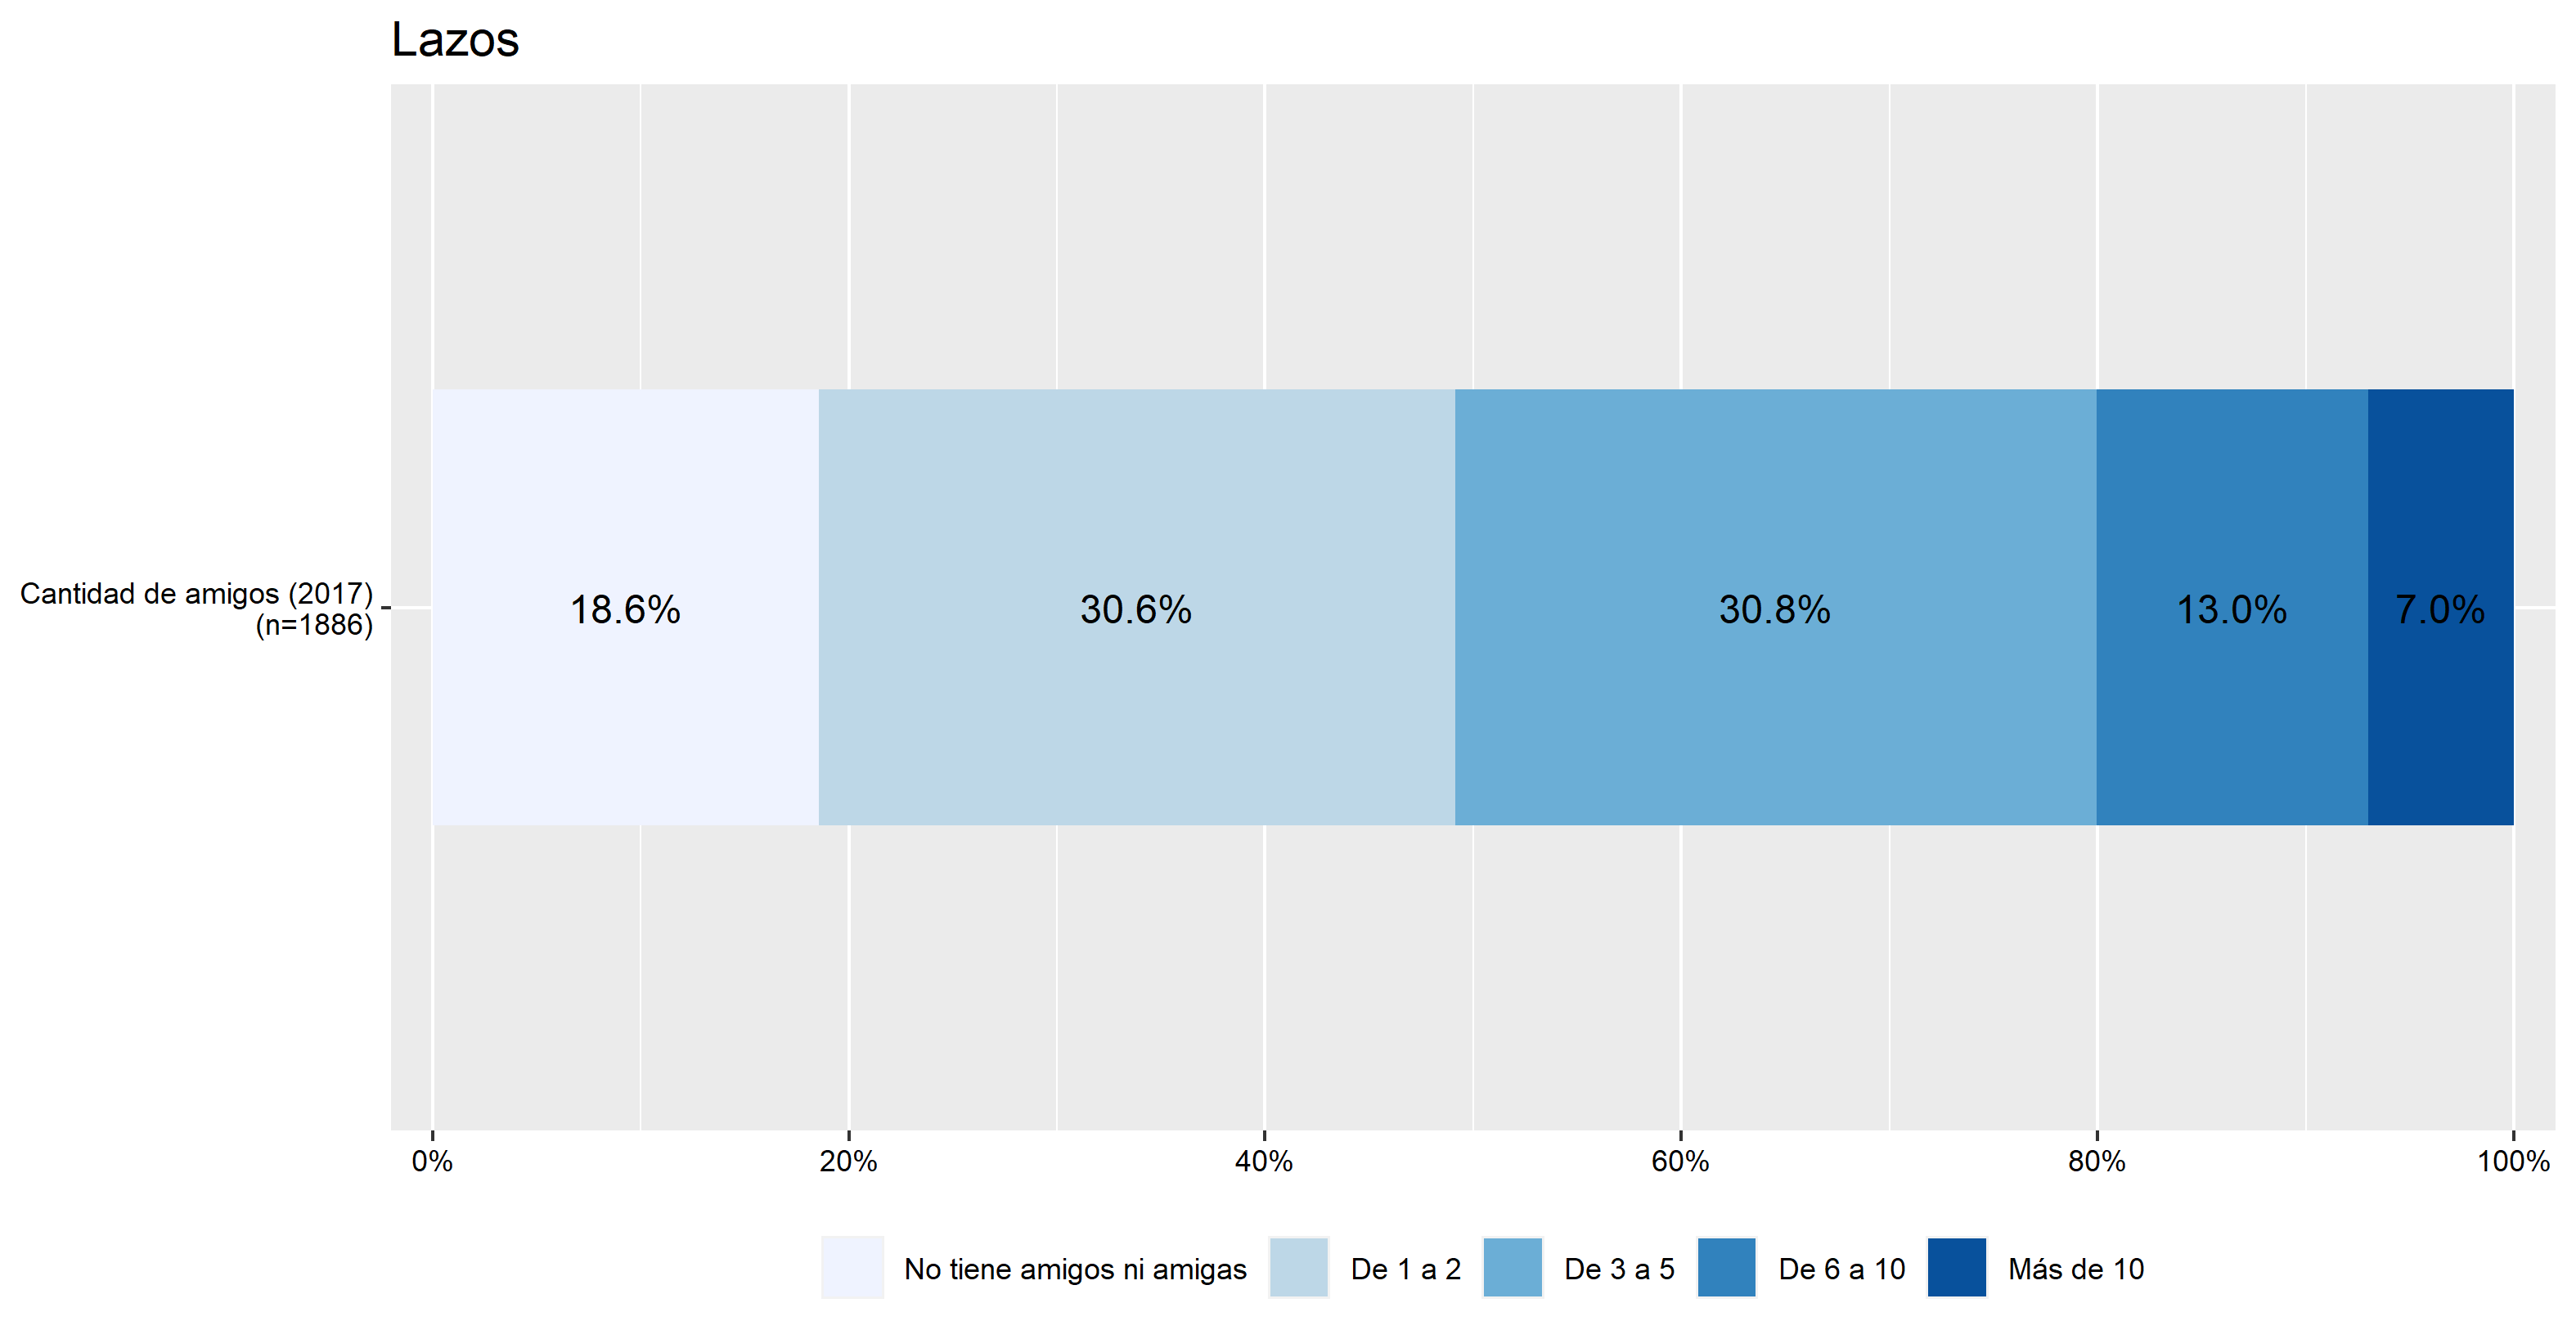 Lazos
Cantidad de amigos (2017)
(n=1886)
18.6%
30.6%
30.8%
13.0%
7.0%
0%
20%
40%
60%
80%
100%
No tiene amigos ni amigas
De 1 a 2
De 3 a 5
De 6 a 10
Más de 10